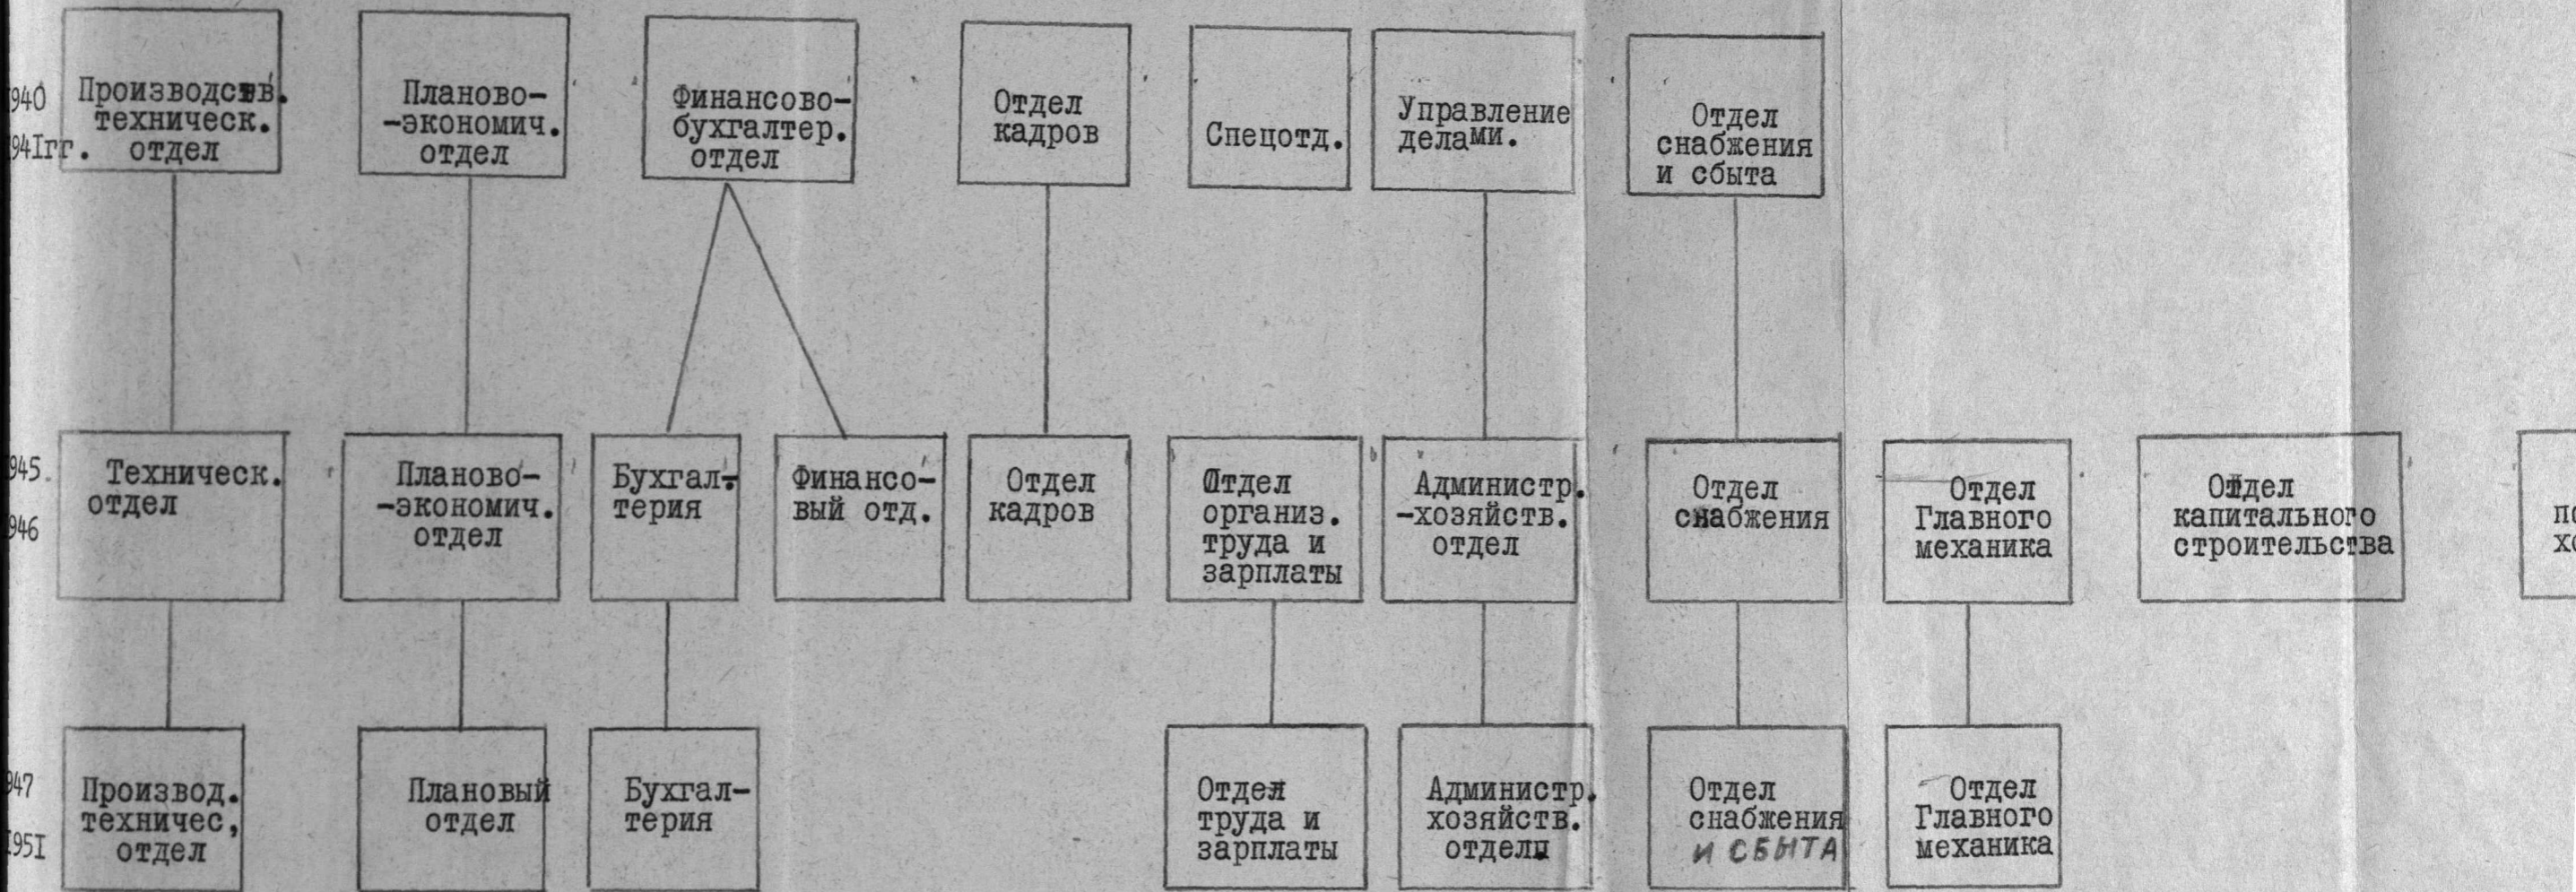 1940
1941гг.
Производств.
техническ.
отдел
Планово-
-экономич.
отдел
Финансово-
бухгалтер.
отдел
Отдел
кадров
Спецотд.
Управление
делами.
Отдел
снабжения
и сбыта
945
946
Техническ.
отдел
Планово-
-экономич.
отдел
Бухгал-
терия
Финансо-
вый отд.
Отдел
кадров
Отдел
организ.
труда и
зарплаты
Администр.
-хозяйств.
отдел
Отдел
снабжения
Отдел
Главного
механика
Отдел
капитального
строительства
947
1951
Производ.
техничес,
отдел
Плановый
отдел
Бухгал-
терия
Отдел
труда и
зарплаты
Администр.
хозяйств.
отдел
Отдел
снабжения
И СБЫТА
Отдел
Главного
механика